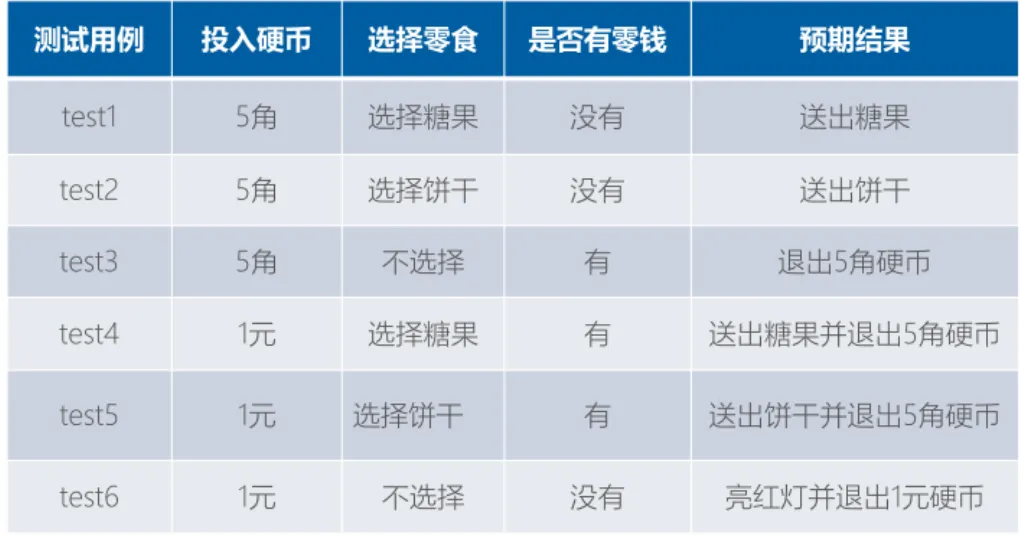 测试用例 投入硬币 选择零食 是否有零钱 预期结果
test1 5角 选择糖果 没有 送出糖果
test2 5角 选择饼干 没有 送出饼干
test3 5角 不选择 有 退出5角硬币
test4 1元 选择糖果 有 送出糖果并退出5角硬币
test5 1元 选择饼干 有 送出饼干并退出5角硬币
test6 1元 不选择 没有 亮红灯并退出1元硬币